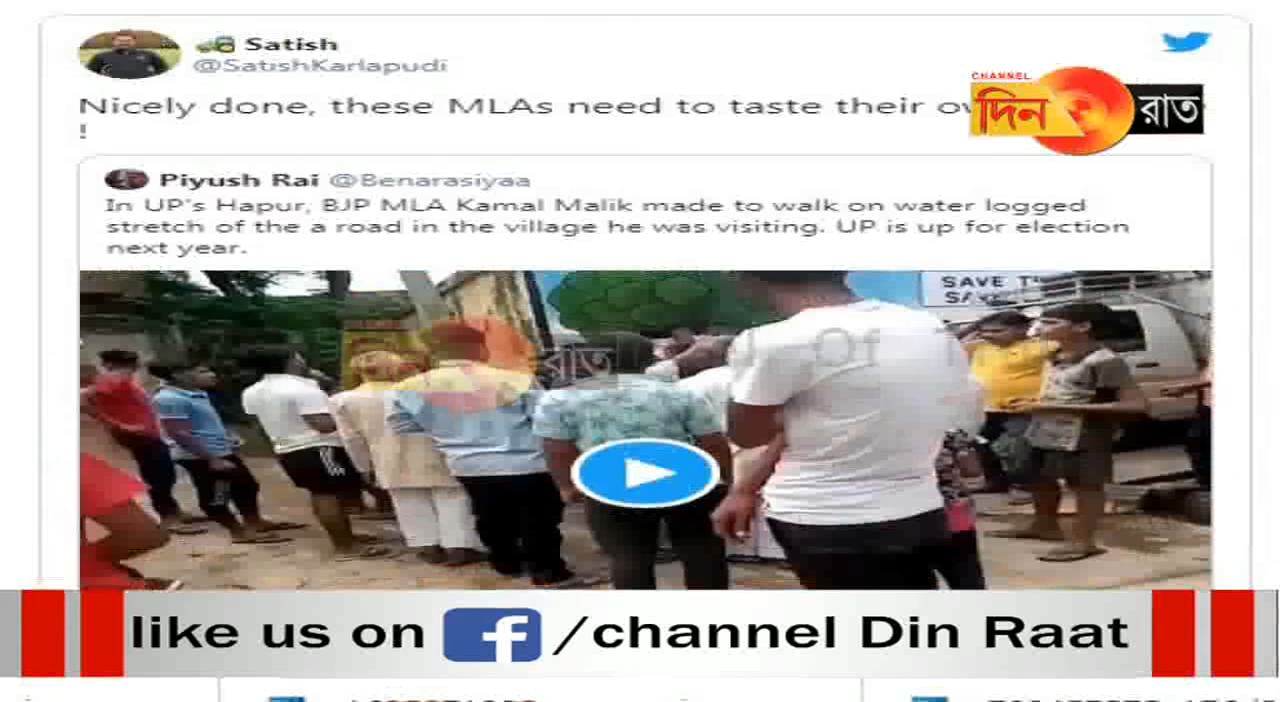 Satish
@SatishKarlapudi
CHANNEL
দিন রাত
Nicely done, these MLAs need to taste their
!
Piyush Rai @Benarasiyaa
In UP's Hapur, BJP MLA Kamal Malik made to walk on water logged
stretch of the a road in the village he was visiting. UP is up for election
next year.
SAVE
রাত
Of
like us on f/channel Din Raat